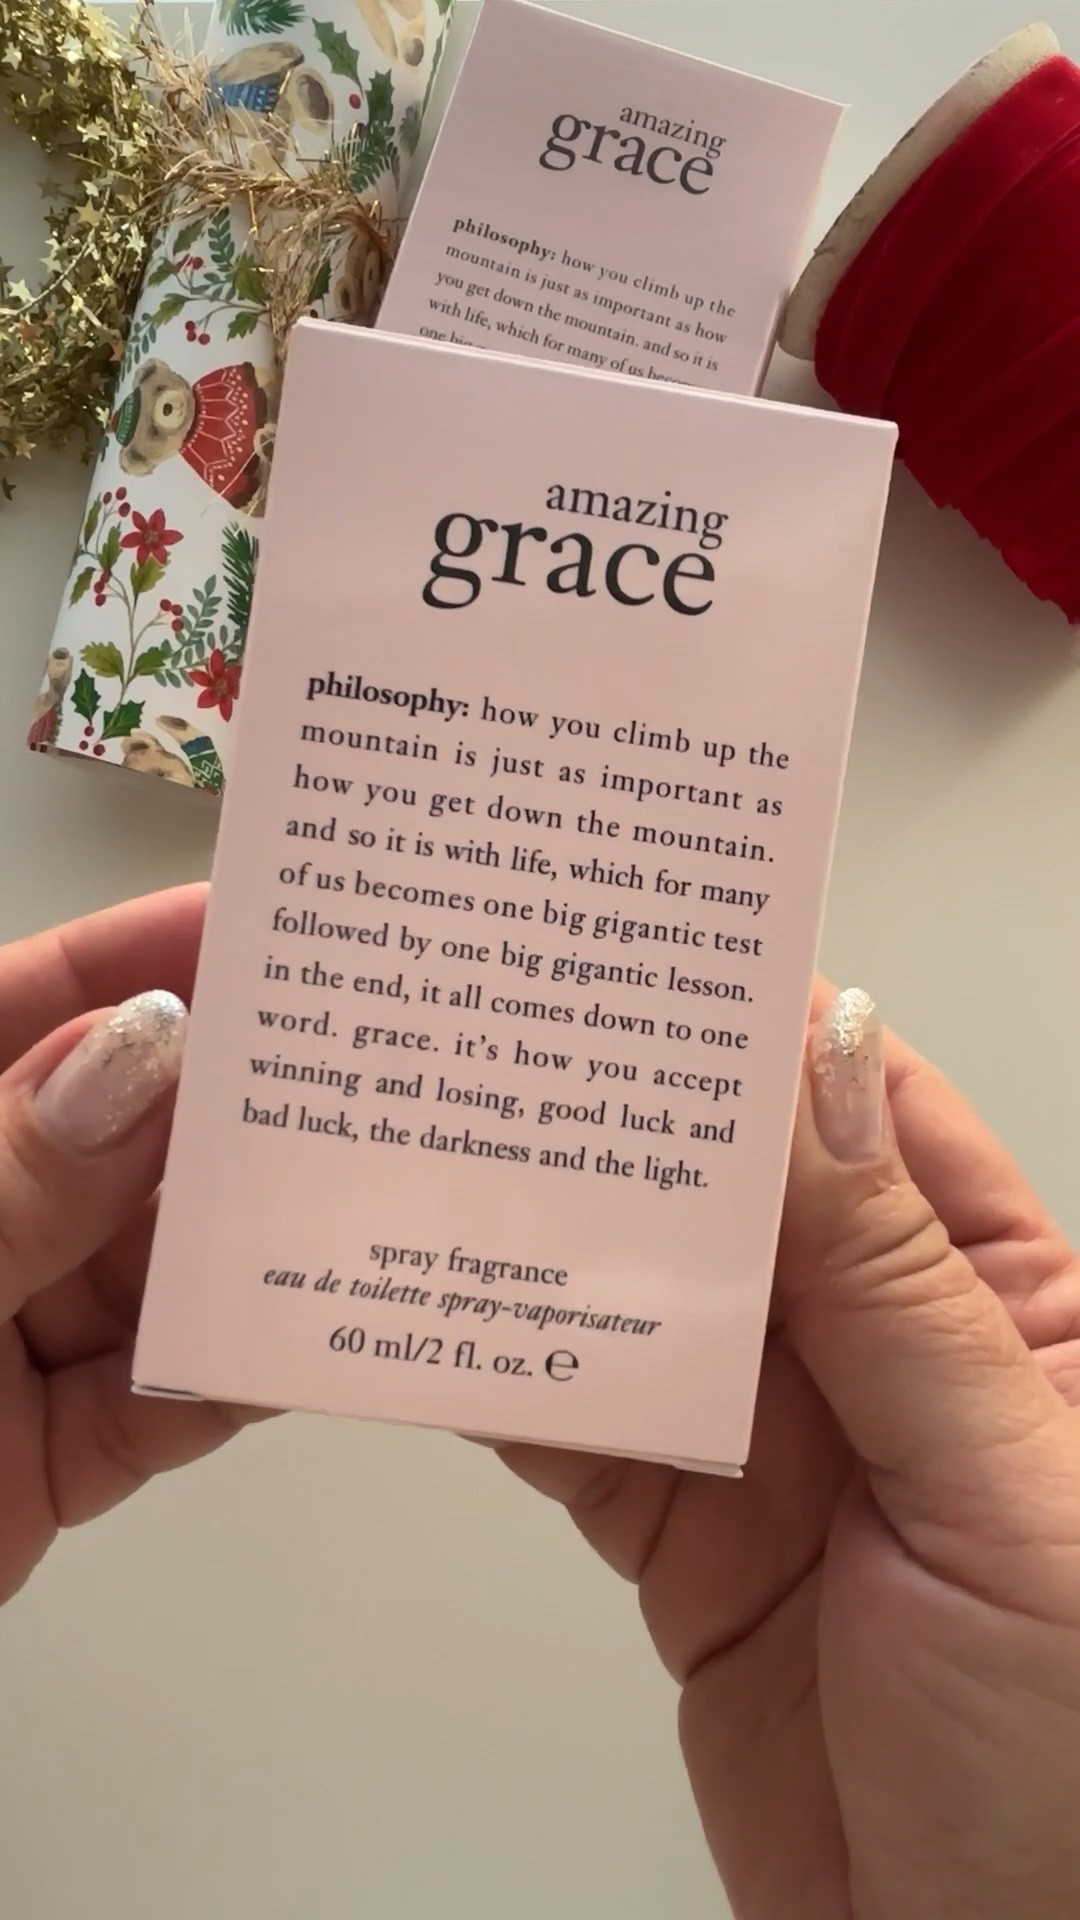 amazing
grace
philosophy: how you climb up the
mountain is just as important as how
you get down the mountain. and so it is
with life, which for many of us
one big
amazing
grace
philosophy: how you climb up the
mountain is just as important as
how you get down the mountain.
and so it is with life, which for many
of us becomes one big gigantic test
followed by one big gigantic lesson.
in the end, it all comes down to one
word. grace. it's how you accept
winning and losing, good luck and
bad luck, the darkness and the light.
spray fragrance
eau de toilette spray-vaporisateur
60 ml/2 fl. oz. ℮